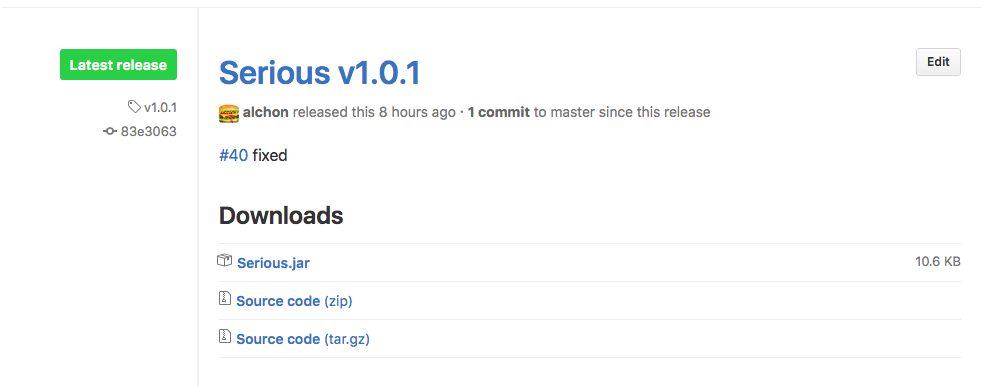 Latest release
v1.0.1
83e3063
Serious v1.0.1
Edit
alchon released this 8 hours ago · 1 commit to master since this release
#40 fixed
Downloads
Serious.jar 10.6 KB
Source code (zip)
Source code (tar.gz)